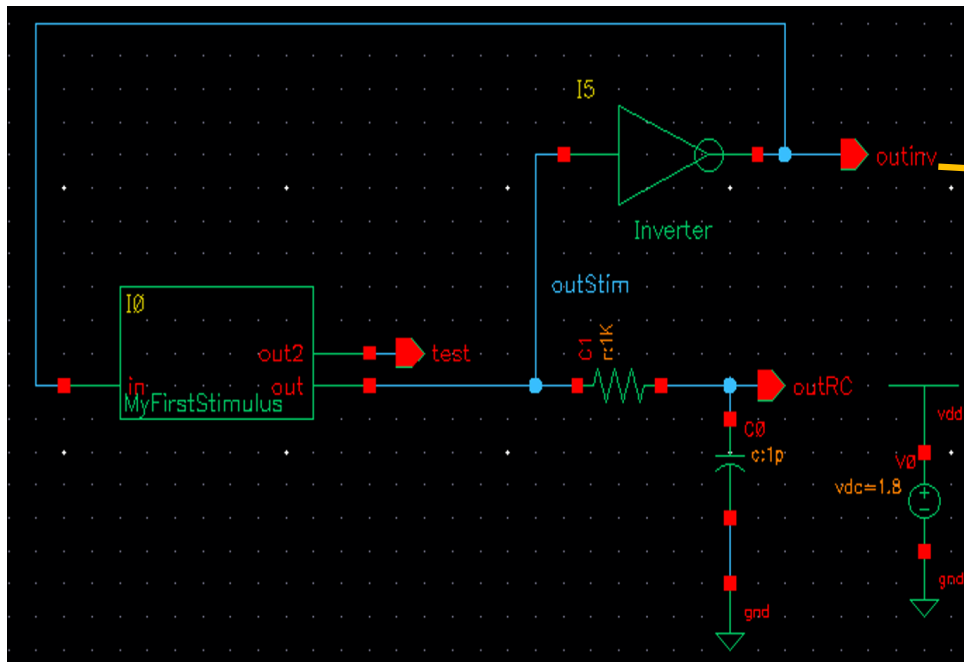 I5
outinv
Inverter
outStim
I0
r:1K
C1
out2
test
in
out
outRC
MyFirstStimulus
vdd
C0
c:1p
V0
vdc=1.8
gnd
gnd